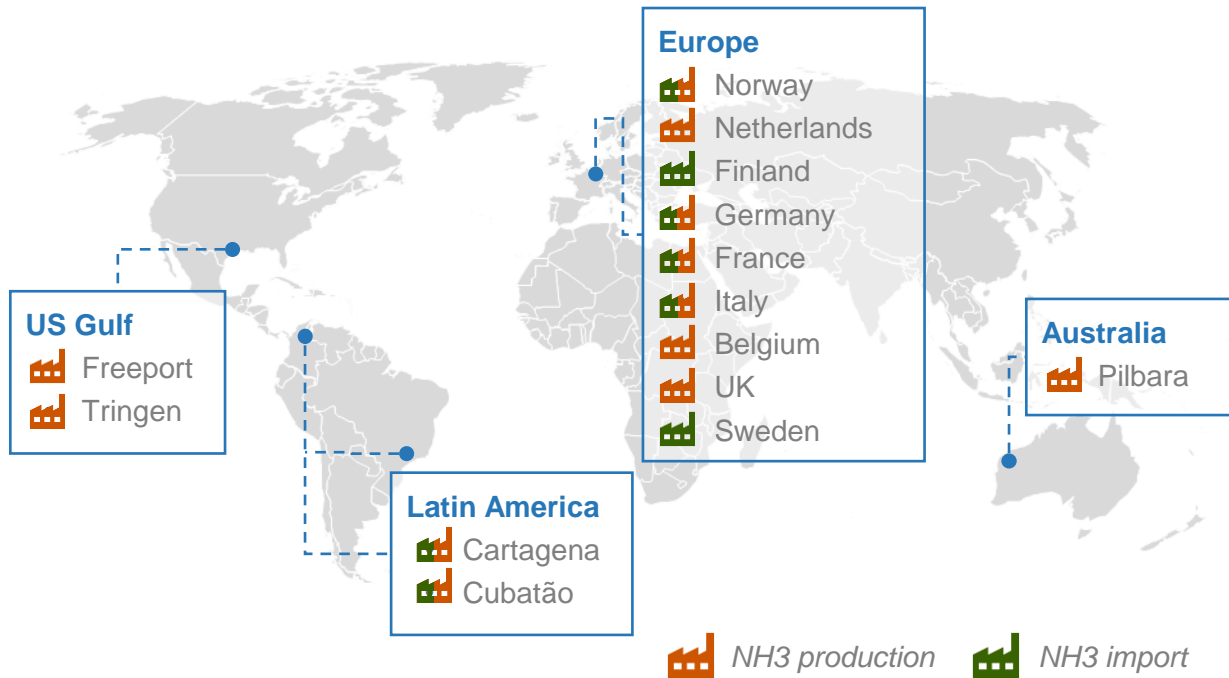 Europe
Norway
Netherlands
Finland
Germany
France
Italy
Belgium
UK
Sweden
US Gulf
Freeport
Tringen
Australia
Pilbara
Latin America
Cartagena
Cubatão
NH3 production
NH3 import